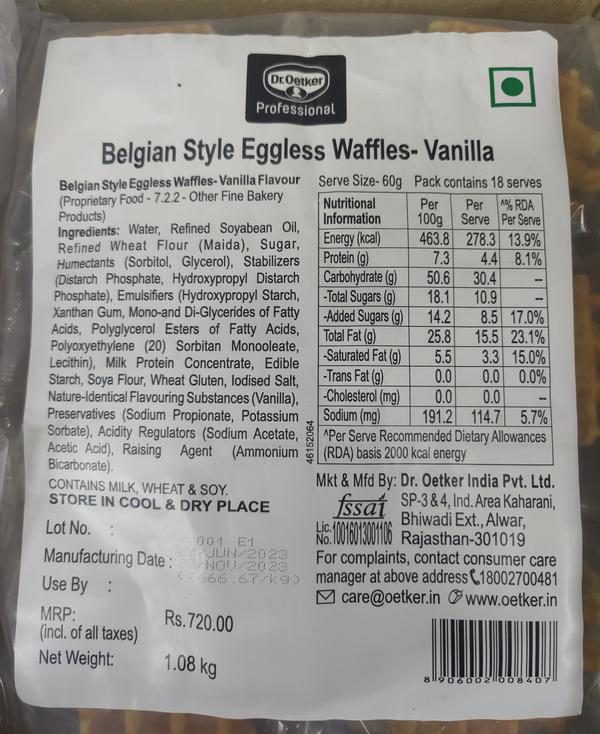 Dr.Oetker
Professional
Belgian Style Eggless Waffles- Vanilla
Belgian Style Eggless Waffles- Vanilla Flavour
(Proprietary Food - 7.2.2 - Other Fine Bakery
Products)
Ingredients: Water, Refined Soyabean Oil,
Refined Wheat Flour (Maida), Sugar,
Humectants (Sorbitol, Glycerol), Stabilizers
(Distarch Phosphate, Hydroxypropyl Distarch
Phosphate), Emulsifiers (Hydroxypropyl Starch,
Xanthan Gum, Mono-and Di-Glycerides of Fatty
Acids, Polyglycerol Esters of Fatty Acids,
Polyoxyethylene (20) Sorbitan Monooleate,
Lecithin), Milk Protein Concentrate, Edible
Starch, Soya Flour, Wheat Gluten, Iodised Salt,
Nature-Identical Flavouring Substances (Vanilla),
Preservatives (Sodium Propionate, Potassium
Sorbate), Acidity Regulators (Sodium Acetate,
Acetic Acid), Raising Agent (Ammonium
Bicarbonate).
CONTAINS MILK, WHEAT & SOY.
STORE IN COOL & DRY PLACE
Lot No. : 001 E1
Manufacturing Date : JUN/2023
Use By : NOV/2023
666.67/kg)
MRP: Rs.720.00
(incl. of all taxes)
Net Weight: 1.08 kg
46152064
Serve Size- 60g Pack contains 18 serves
Nutritional Information Per 100g Per Serve ^% RDA Per Serve
Energy (kcal) 463.8 278.3 13.9%
Protein (g) 7.3 4.4 8.1%
Carbohydrate (g) 50.6 30.4 --
-Total Sugars (g) 18.1 10.9 --
-Added Sugars (g) 14.2 8.5 17.0%
Total Fat (g) 25.8 15.5 23.1%
-Saturated Fat (g) 5.5 3.3 15.0%
-Trans Fat (g) 0.0 0.0 0.0%
-Cholesterol (mg) 0.0 0.0 --
Sodium (mg) 191.2 114.7 5.7%
^Per Serve Recommended Dietary Allowances
(RDA) basis 2000 kcal energy
Mkt & Mfd By: Dr. Oetker India Pvt. Ltd.
fssai SP-3 & 4, Ind. Area Kaharani,
Bhiwadi Ext., Alwar,
Lic. No. 10016013001106 Rajasthan-301019
For complaints, contact consumer care
manager at above address 18002700481
care@oetker.in www.oetker.in
8 906002 008407